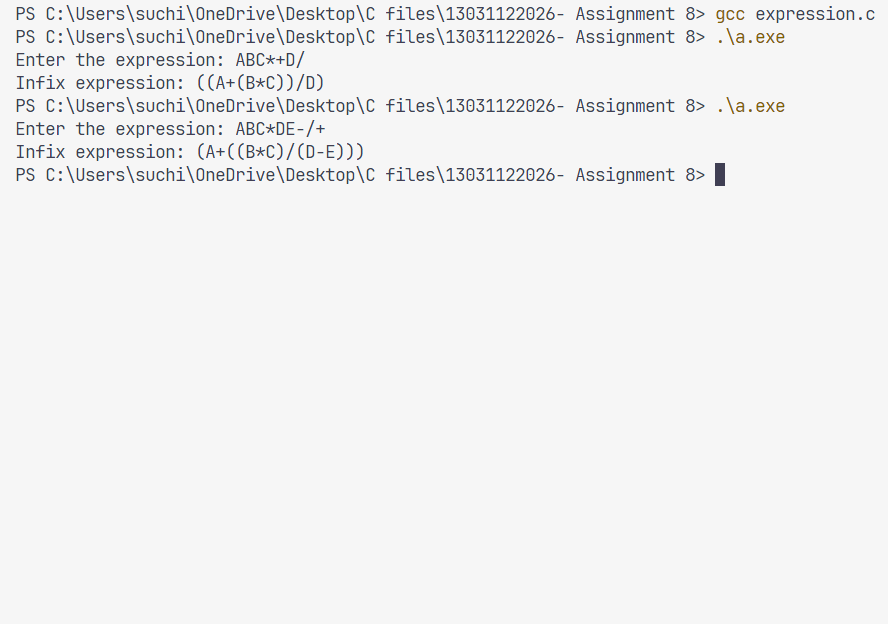 PS C:\Users\suchi\OneDrive\Desktop\C files\13031122026- Assignment 8> gcc expression.c
PS C:\Users\suchi\OneDrive\Desktop\C files\13031122026- Assignment 8> .\a.exe
Enter the expression: ABC*+D/
Infix expression: ((A+(B*C))/D)
PS C:\Users\suchi\OneDrive\Desktop\C files\13031122026- Assignment 8> .\a.exe
Enter the expression: ABC*DE-/+
Infix expression: (A+((B*C)/(D-E)))
PS C:\Users\suchi\OneDrive\Desktop\C files\13031122026- Assignment 8>